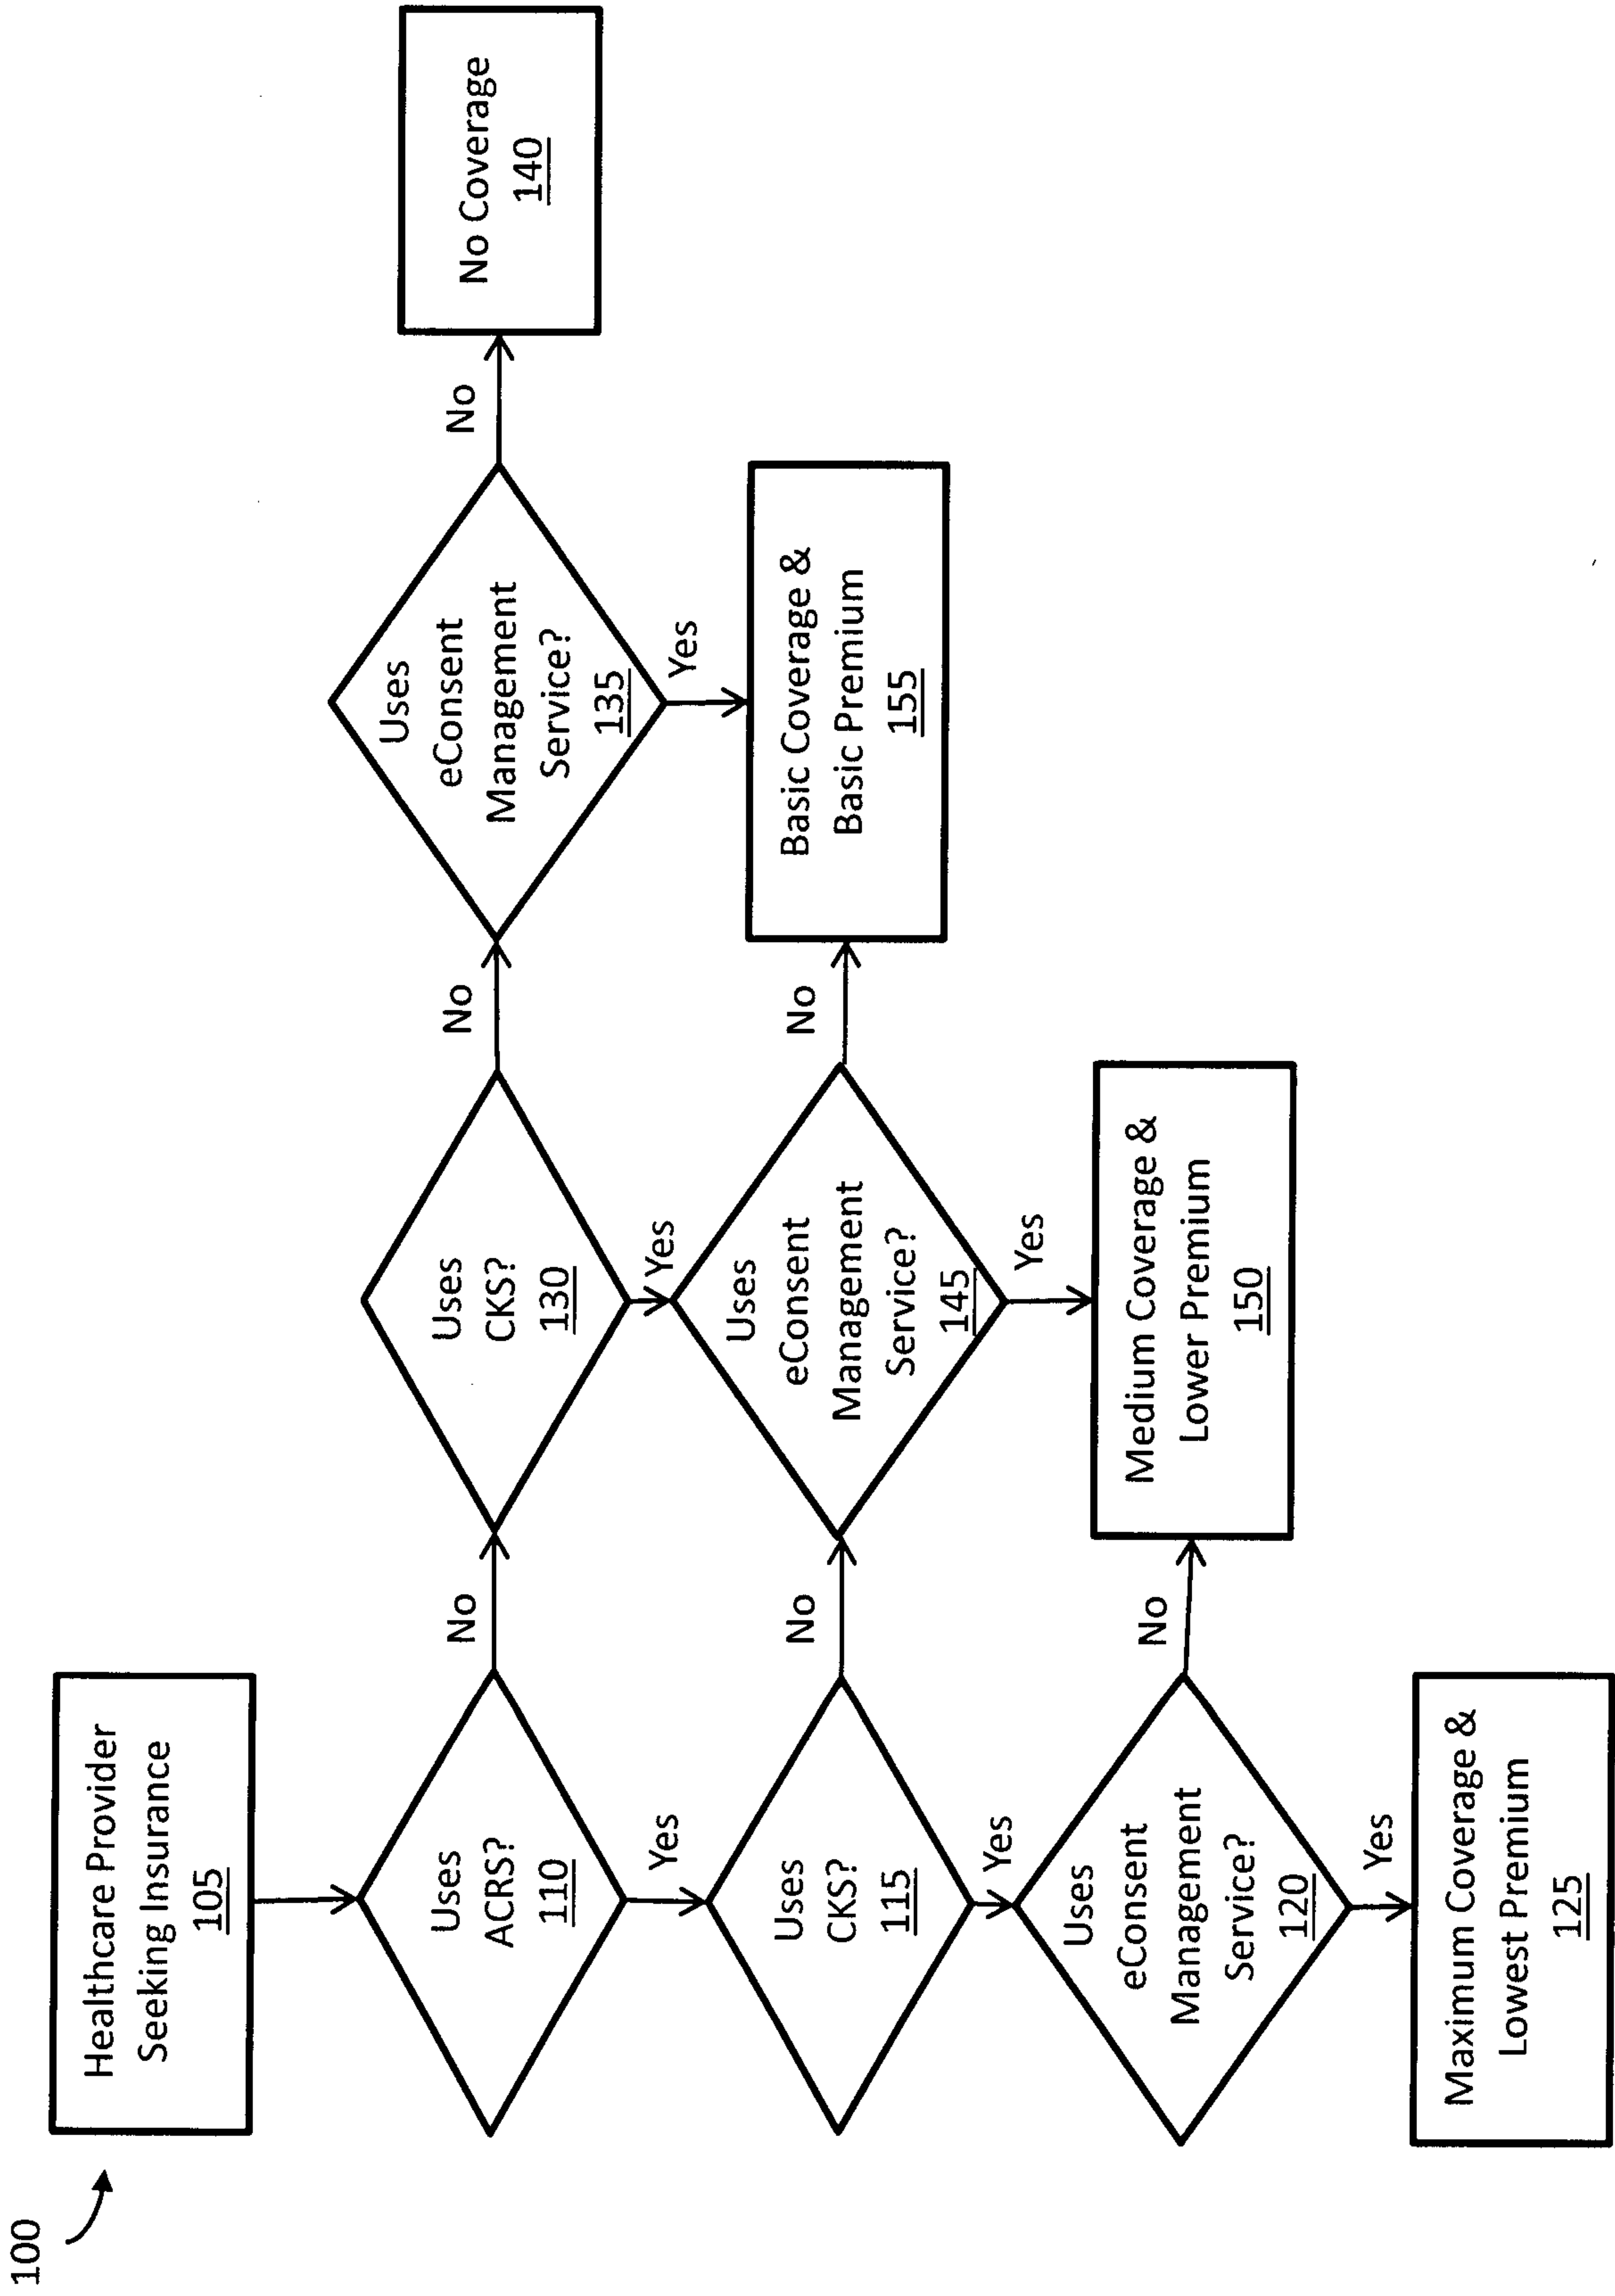 100
Healthcare Provider
Seeking Insurance
105
Uses
ACRS?
110
No
Uses
CKS?
130
No
Uses
eConsent
Management
Service?
135
No
No Coverage
140
Yes
Uses
CKS?
115
No
Yes
Uses
eConsent
Management
Service?
145
No
Yes
Basic Coverage &
Basic Premium
155
Yes
Uses
eConsent
Management
Service?
120
No
Yes
Medium Coverage &
Lower Premium
150
Yes
Maximum Coverage &
Lowest Premium
125